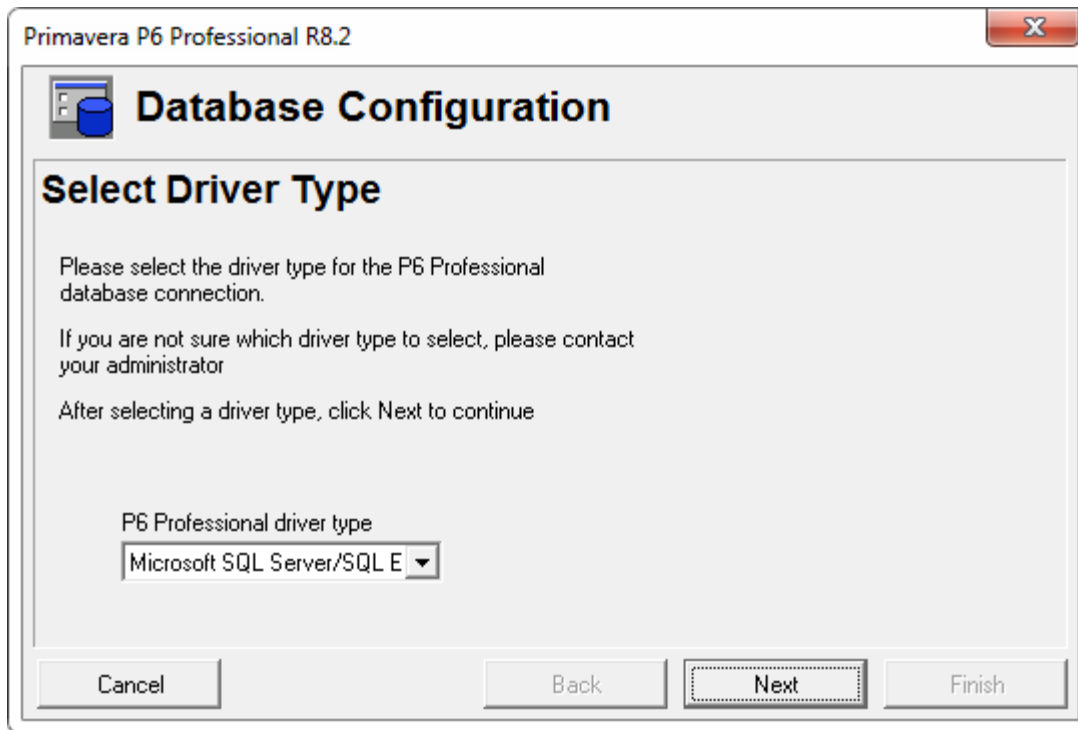 Primavera P6 Professional R8.2
Database Configuration
Select Driver Type
Please select the driver type for the P6 Professional
database connection.
If you are not sure which driver type to select, please contact
your administrator
After selecting a driver type, click Next to continue
P6 Professional driver type
Microsoft SQL Server/SQL E
Cancel
Back
Next
Finish